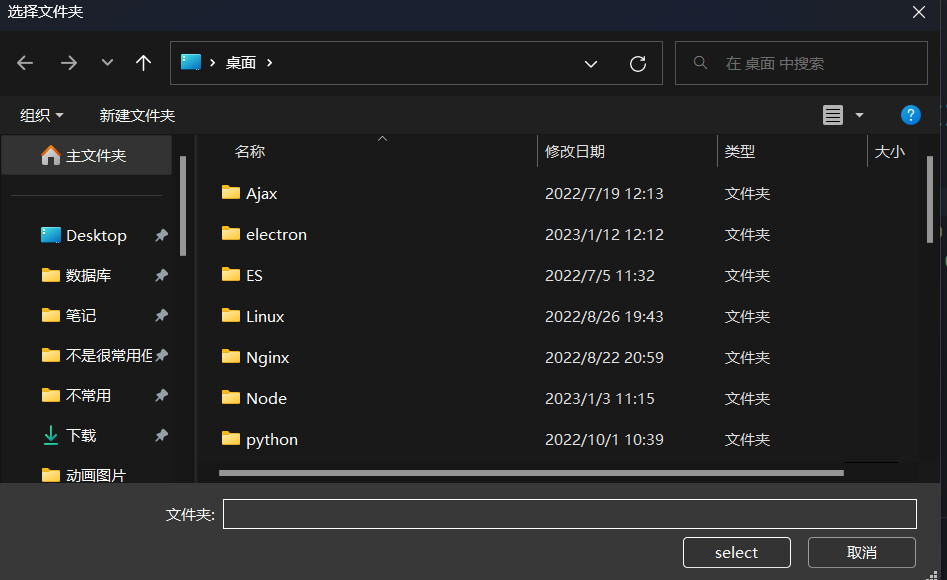 选择文件夹
桌面
在 桌面 中搜索
组织 新建文件夹
主文件夹
Desktop
数据库
笔记
不是很常用但
不常用
下载
动画图片
名称 修改日期 类型 大小
Ajax 2022/7/19 12:13 文件夹
electron 2023/1/12 12:12 文件夹
ES 2022/7/5 11:32 文件夹
Linux 2022/8/26 19:43 文件夹
Nginx 2022/8/22 20:59 文件夹
Node 2023/1/3 11:15 文件夹
python 2022/10/1 10:39 文件夹
文件夹:
select 取消